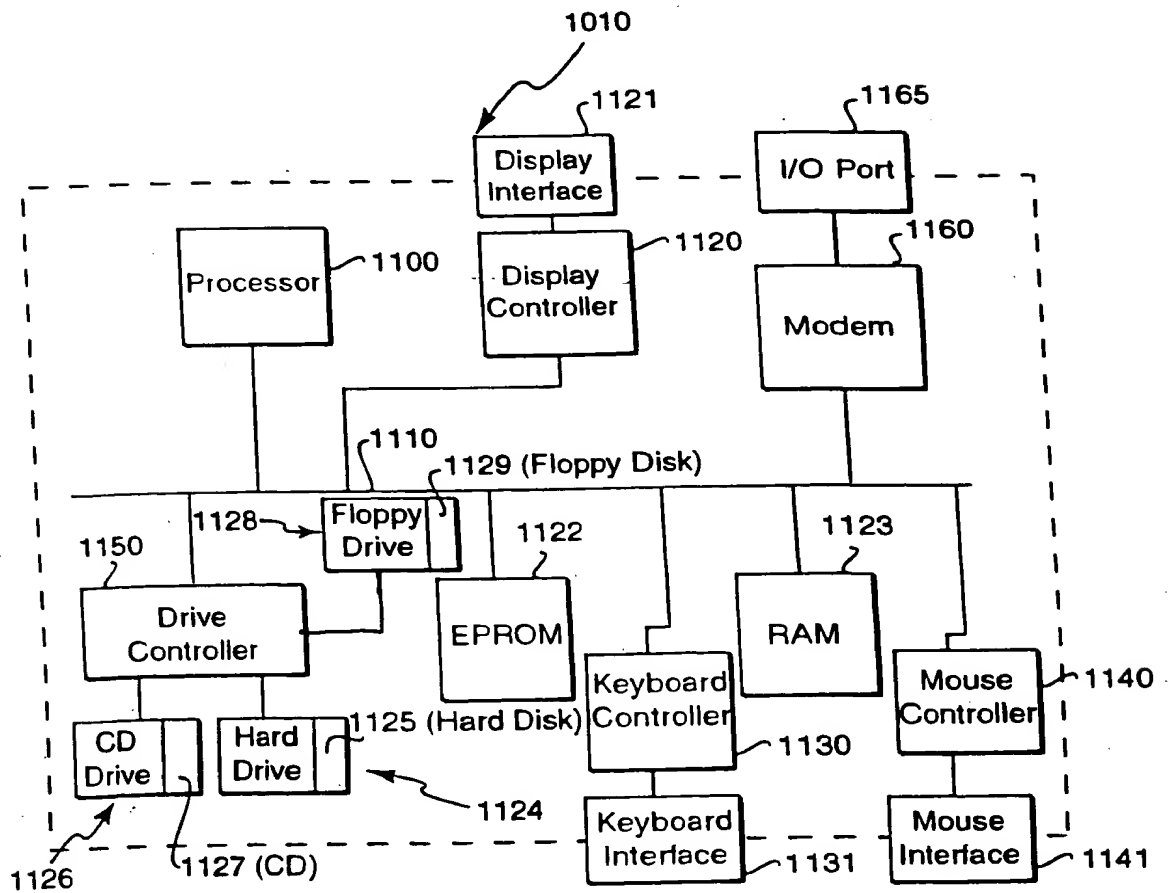 1010
1121
1165
Display
Interface
I/O Port
1100
1120
1160
Processor
Display
Controller
Modem
1110
1129 (Floppy Disk)
1128
Floppy
Drive
1122
1123
1150
Drive
Controller
EPROM
RAM
Keyboard
Controller
Mouse
Controller
1140
1125 (Hard Disk)
1130
CD
Drive
Hard
Drive
1124
Keyboard
Interface
Mouse
Interface
1126
1127 (CD)
1131
1141